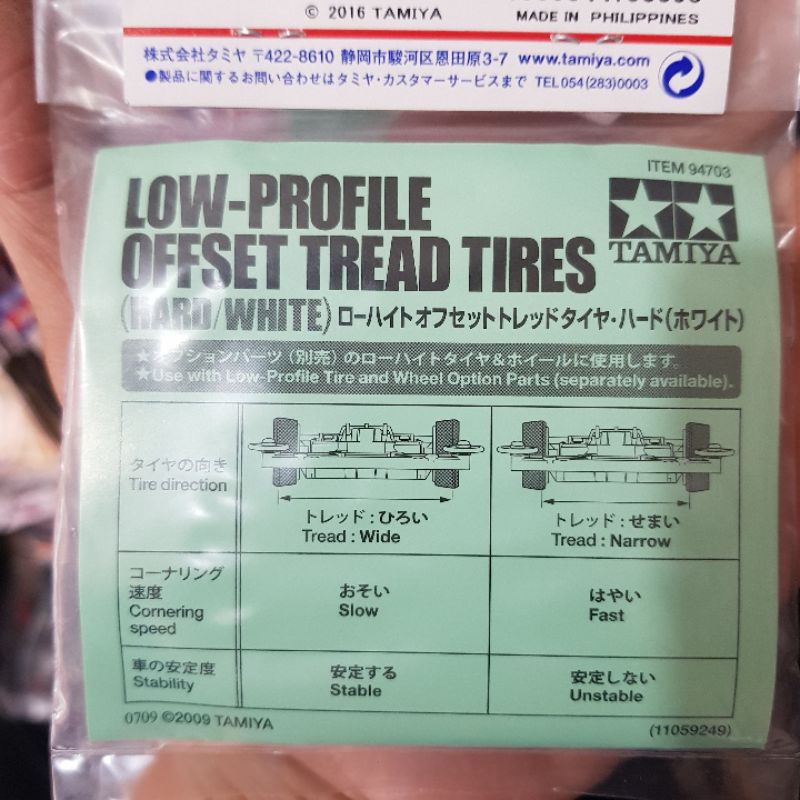 © 2016 TAMIYA
MADE IN PHILIPPINES
株式会社タミヤ 〒422-8610 静岡市駿河区恩田原3-7 www.tamiya.com
●製品に関するお問い合わせはタミヤ・カスタマーサービスまで TEL054(283)0003
ITEM 94703
LOW-PROFILE
OFFSET TREAD TIRES
TAMIYA
(HARD/WHITE) ローハイトオフセットトレッドタイヤ・ハード(ホワイト)
★オプションパーツ (別売) のローハイトタイヤ&ホイールに使用します。
★Use with Low-Profile Tire and Wheel Option Parts (separately available).
タイヤの向き
Tire direction
トレッド : ひろい
Tread : Wide
トレッド : せまい
Tread : Narrow
コーナリング
速度
Cornering
speed
おそい
Slow
はやい
Fast
車の安定度
Stability
安定する
Stable
安定しない
Unstable
0709 ©2009 TAMIYA
(11059249)